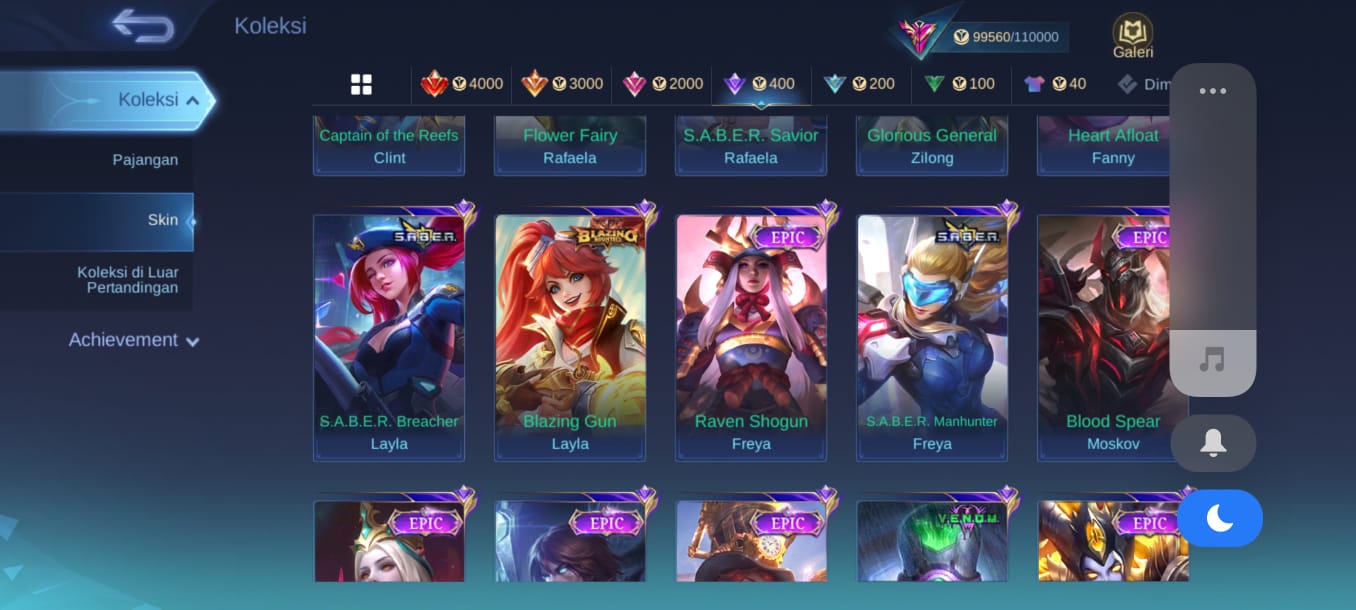 Koleksi
99560/110000
Galeri
4000
3000
2000
400
200
100
40
Dim
Koleksi
Pajangan
Skin
Koleksi di Luar
Pertandingan
Achievement
Captain of the Reefs
Clint
Flower Fairy
Rafaela
S.A.B.E.R. Savior
Rafaela
Glorious General
Zilong
Heart Afloat
Fanny
S.A.B.E.R.
S.A.B.E.R. Breacher
Layla
BLAZING
Blazing Gun
Layla
EPIC
Raven Shogun
Freya
S.A.B.E.R.
S.A.B.E.R. Manhunter
Freya
EPIC
Blood Spear
Moskov
EPIC
EPIC
EPIC
V.E.N.O.M.
EPIC